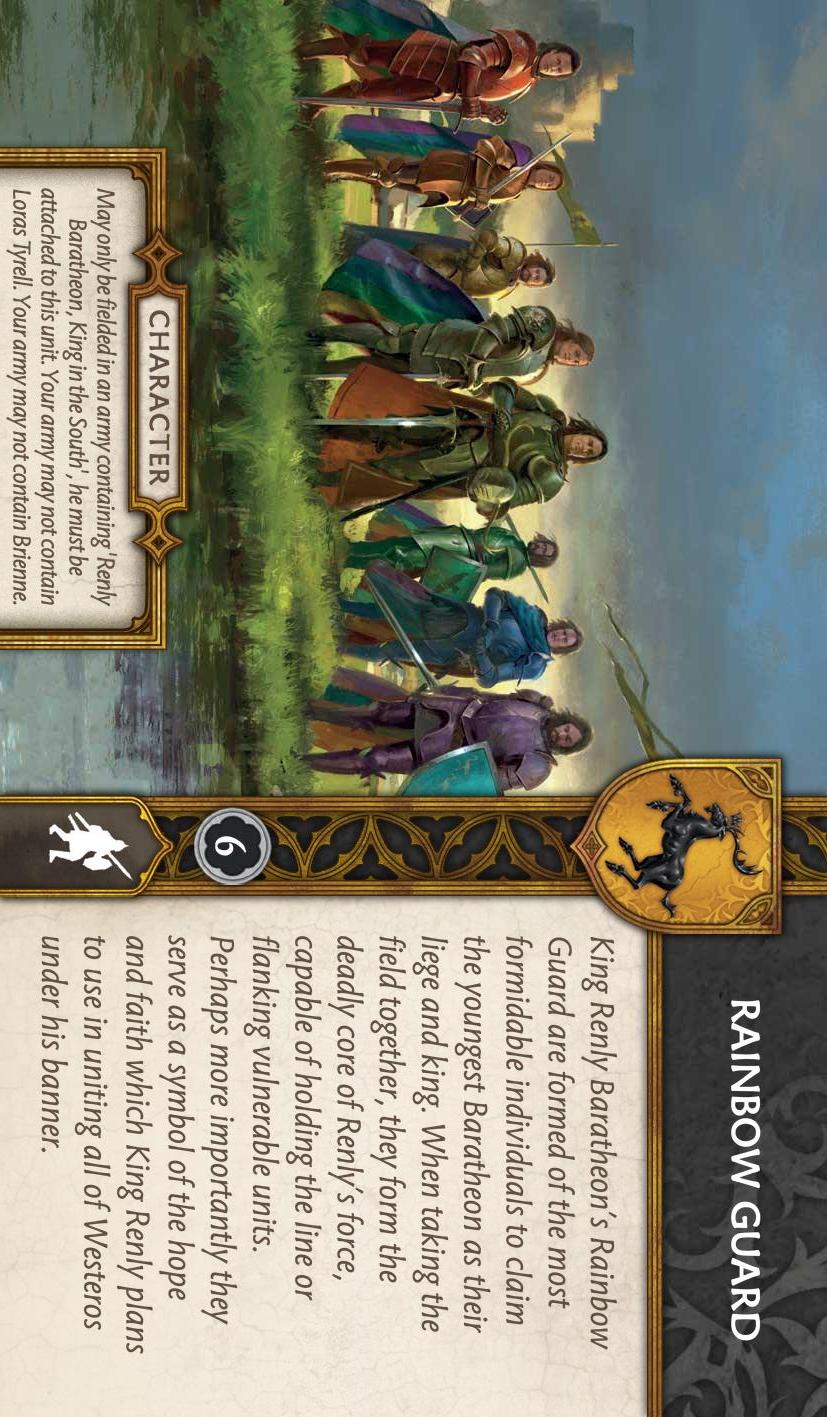 RAINBOW GUARD
King Renly Baratheon's Rainbow
Guard are formed of the most
formidable individuals to claim
the youngest Baratheon as their
liege and king. When taking the
field together, they form the
deadly core of Renly's force,
capable of holding the line or
flanking vulnerable units.
Perhaps more importantly they
serve as a symbol of the hope
and faith which King Renly plans
to use in uniting all of Westeros
under his banner.
6
CHARACTER
May only be fielded in an army containing 'Renly
Baratheon, King in the South', he must be
attached to this unit. Your army may not contain
Loras Tyrell. Your army may not contain Brienne.